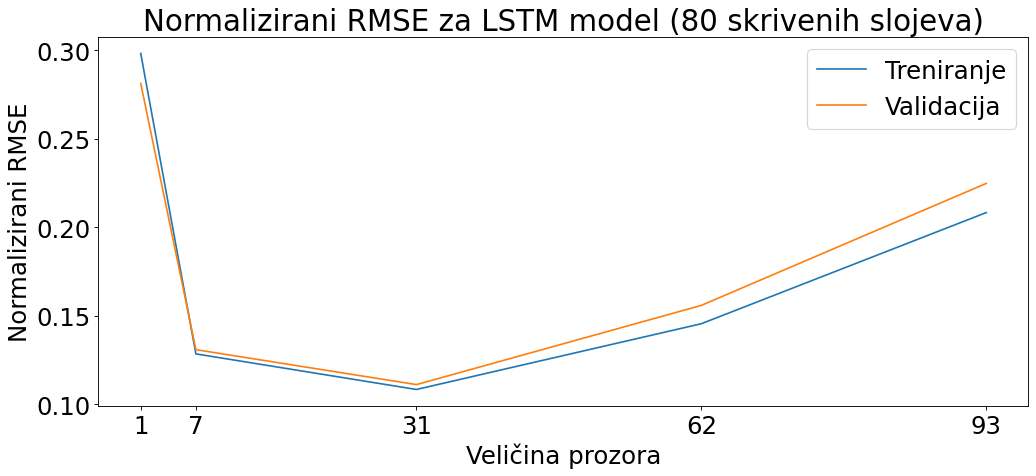 Normalizirani RMSE za LSTM model (80 skrivenih slojeva)
Treniranje
Validacija
Normalizirani RMSE
0.30
0.25
0.20
0.15
0.10
1 7 31 62 93
Veličina prozora